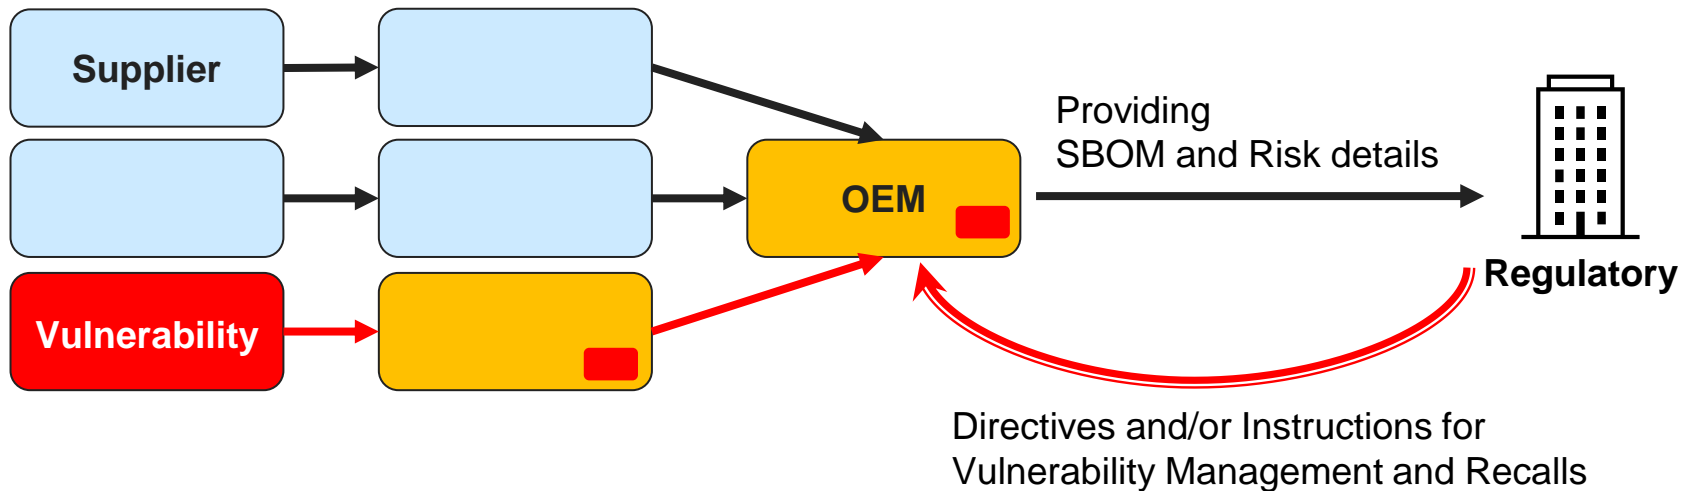 Supplier
Providing
SBOM and Risk details
OEM
Regulatory
Vulnerability
Directives and/or Instructions for
Vulnerability Management and Recalls